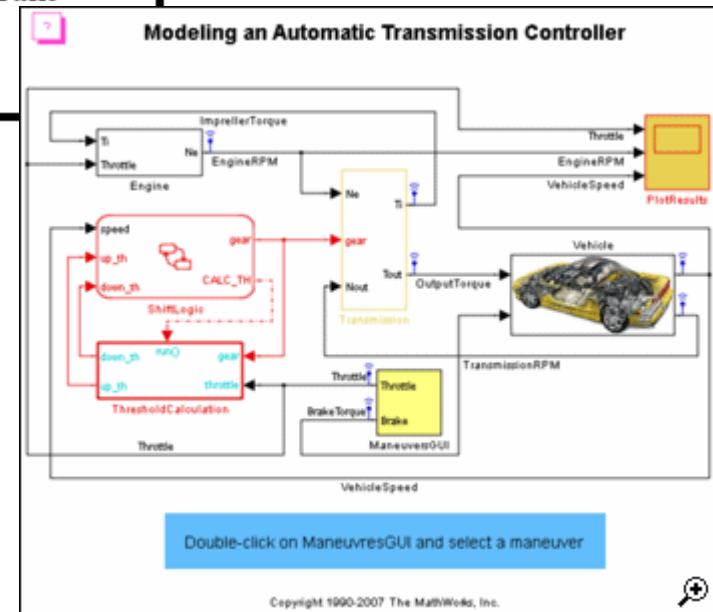 ?
Modeling an Automatic Transmission Controller
ImprellerTorque
Ti
Throttle
Ne
EngineRPM
Engine
Throttle
EngineRPM
VehicleSpeed
PlotResults
speed
up_th
down_th
gear
CALC_TH
ShiftLogic
Ne
gear
Nout
Ti
Tout
Transmission
OutputTorque
Vehicle
TransmissionRPM
down_th
up_th
run()
gear
throttle
ThresholdCalculation
Throttle
BrakeTorque
Throttle
Brake
ManeuversGUI
Throttle
VehicleSpeed
Double-click on ManeuvresGUI and select a maneuver
Copyright 1990-2007 The MathWorks, Inc.